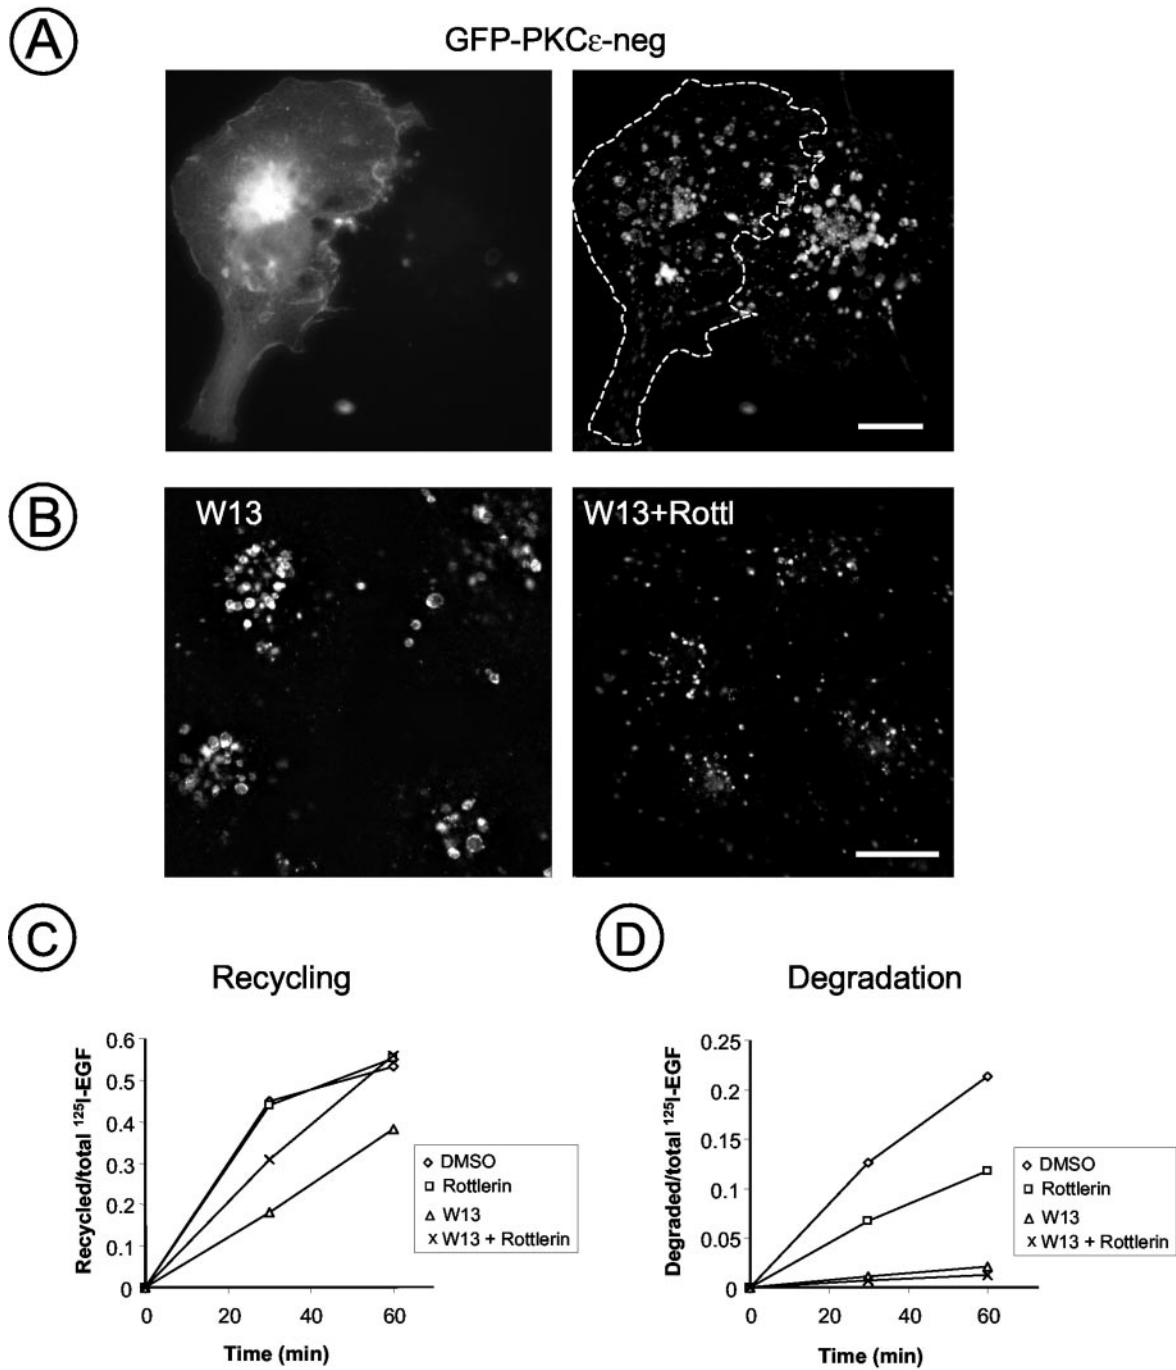 A
GFP-PKCε-neg
B
W13
W13+Rottl
C
D
Recycling
Degradation
Recycled/total ¹²⁵I-EGF
0.6
0.5
0.4
0.3
0.2
0.1
0
0 20 40 60
Time (min)
DMSO
Rottlerin
W13
W13 + Rottlerin
Degraded/total ¹²⁵I-EGF
0.25
0.2
0.15
0.1
0.05
0
0 20 40 60
Time (min)
DMSO
Rottlerin
W13
W13 + Rottlerin